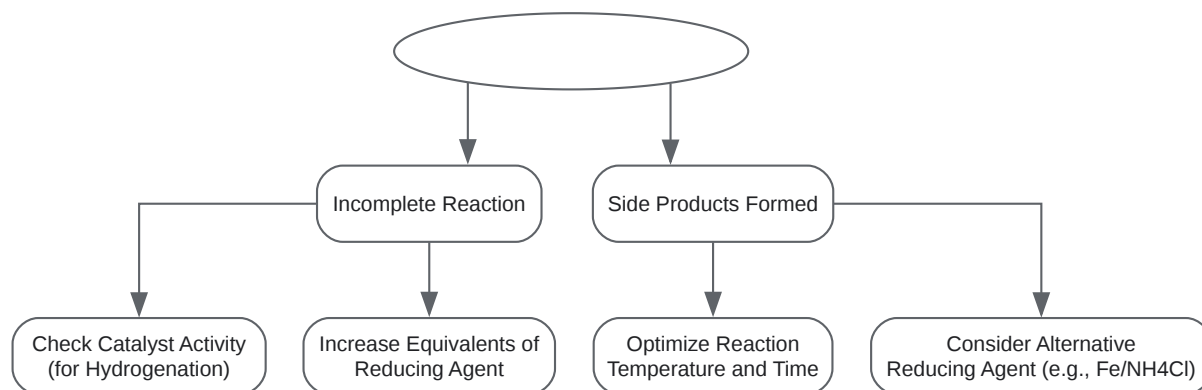 Incomplete Reaction
Side Products Formed
Check Catalyst Activity
(for Hydrogenation)
Increase Equivalents of
Reducing Agent
Optimize Reaction
Temperature and Time
Consider Alternative
Reducing Agent (e.g., Fe/NH4Cl)